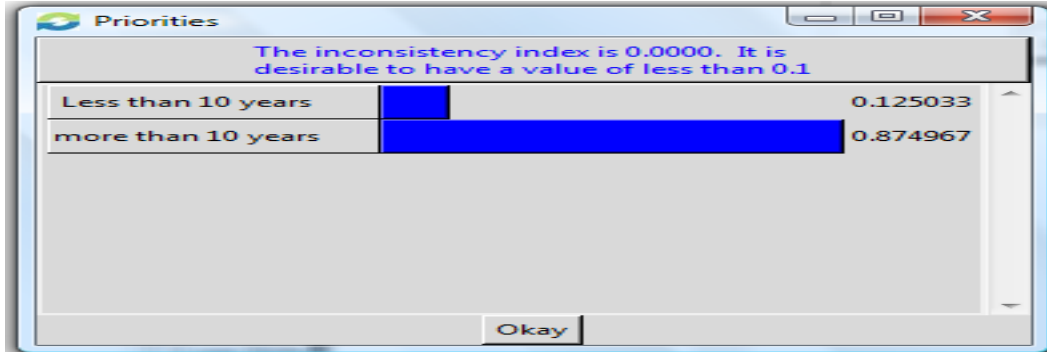 Priorities
The inconsistency index is 0.0000. It is
desirable to have a value of less than 0.1
Less than 10 years 0.125033
more than 10 years 0.874967
Okay